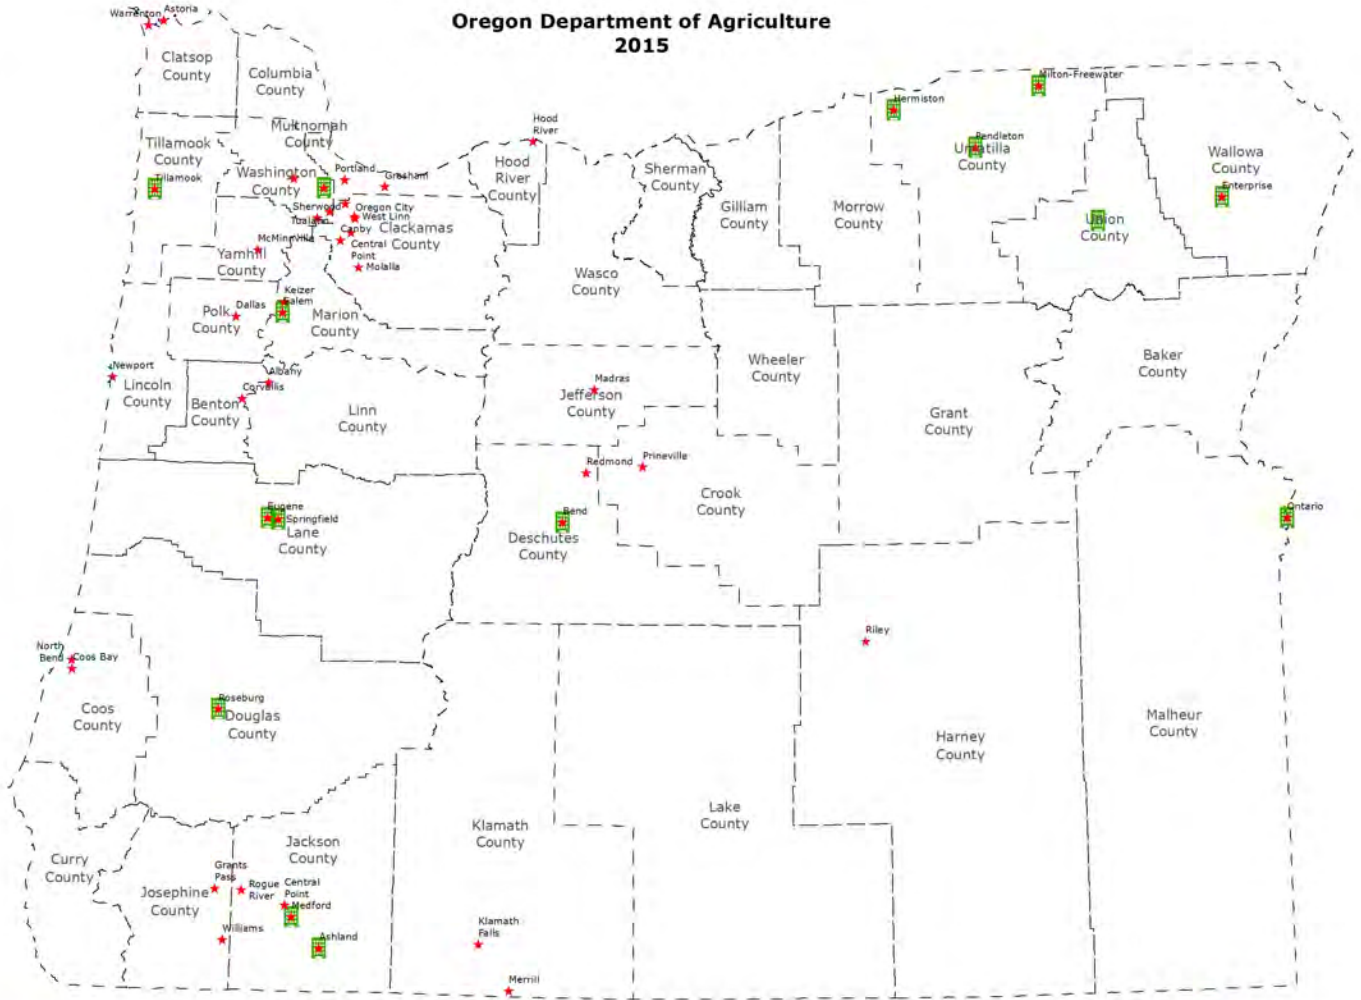 Oregon Department of Agriculture
2015
Warrenton
Astoria
Clatsop
County
Columbia
County
Multnomah
County
Tillamook
County
Tillamook
Washington
County
Portland
Gresham
Hood
River
Hood
River
County
Sherman
County
Gilliam
County
Morrow
County
Hermiston
Milton-Freewater
Pendleton
Umatilla
County
Union
County
Wallowa
County
Enterprise
Sherwood
Tualatin
Oregon City
West Linn
Canby
Clackamas
County
Central
Point
Molalla
McMinnville
Yamhill
County
Wasco
County
Keizer
Salem
Dallas
Polk
County
Marion
County
Newport
Lincoln
County
Albany
Corvallis
Benton
County
Linn
County
Madras
Jefferson
County
Wheeler
County
Grant
County
Baker
County
Redmond
Prineville
Crook
County
Eugene
Springfield
Lane
County
Bend
Deschutes
County
Ontario
Riley
North
Bend
Coos Bay
Coos
County
Roseburg
Douglas
County
Harney
County
Malheur
County
Lake
County
Klamath
County
Curry
County
Josephine
County
Jackson
County
Grants
Pass
Rogue
River
Central
Point
Medford
Williams
Ashland
Klamath
Falls
Merrill